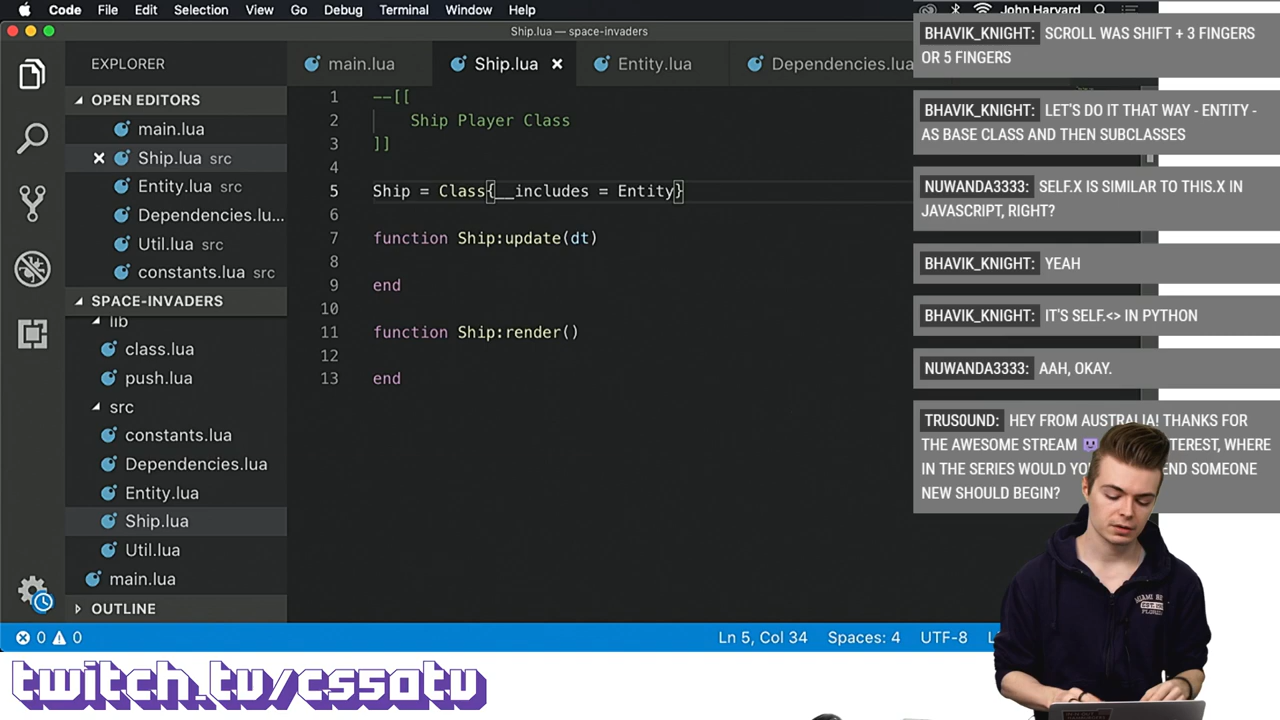 Code File Edit Selection View Go Debug Terminal Window Help John Harvard
Ship.lua — space-invaders
EXPLORER
OPEN EDITORS
main.lua
Ship.lua src
Entity.lua src
Dependencies.lu...
Util.lua src
constants.lua src
SPACE-INVADERS
lib
class.lua
push.lua
src
constants.lua
Dependencies.lua
Entity.lua
Ship.lua
Util.lua
main.lua
OUTLINE
main.lua Ship.lua Entity.lua Dependencies.lua
1 --[[
2 Ship Player Class
3 ]]
4
5 Ship = Class{__includes = Entity}
6
7 function Ship:update(dt)
8
9 end
10
11 function Ship:render()
12
13 end
BHAVIK_KNIGHT: SCROLL WAS SHIFT + 3 FINGERS
OR 5 FINGERS
BHAVIK_KNIGHT: LET'S DO IT THAT WAY - ENTITY -
AS BASE CLASS AND THEN SUBCLASSES
NUWANDA3333: SELF.X IS SIMILAR TO THIS.X IN
JAVASCRIPT, RIGHT?
BHAVIK_KNIGHT: YEAH
BHAVIK_KNIGHT: IT'S SELF.<> IN PYTHON
NUWANDA3333: AAH, OKAY.
TRUS0UND: HEY FROM AUSTRALIA! THANKS FOR
THE AWESOME STREAM WHERE
IN THE SERIES WOULD SOMEONE
NEW SHOULD BEGIN?
0 0 Ln 5, Col 34 Spaces: 4 UTF-8
twitch.tv/cs50tv